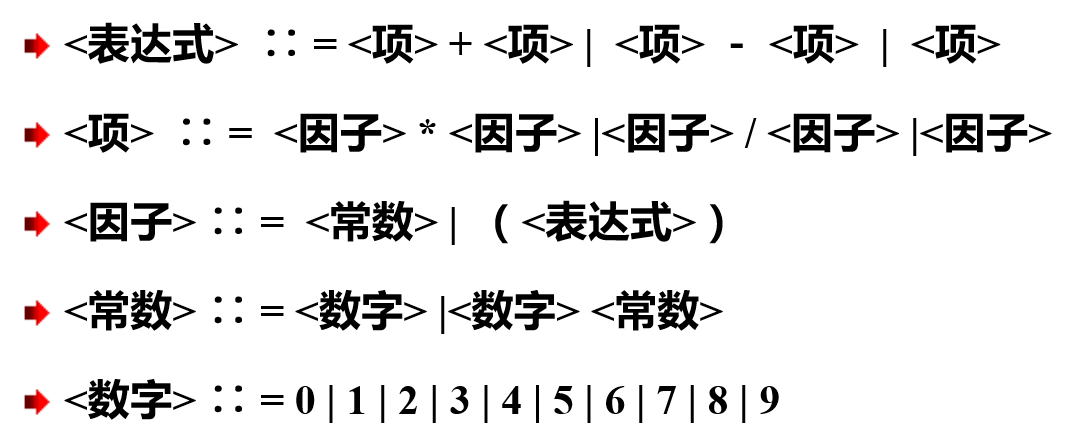 <表达式> ∷= <项> + <项> | <项> - <项> | <项>
<项> ∷= <因子> * <因子> |<因子> / <因子> |<因子>
<因子> ∷= <常数> | (<表达式>)
<常数> ∷= <数字> |<数字> <常数>
<数字> ∷= 0 | 1 | 2 | 3 | 4 | 5 | 6 | 7 | 8 | 9